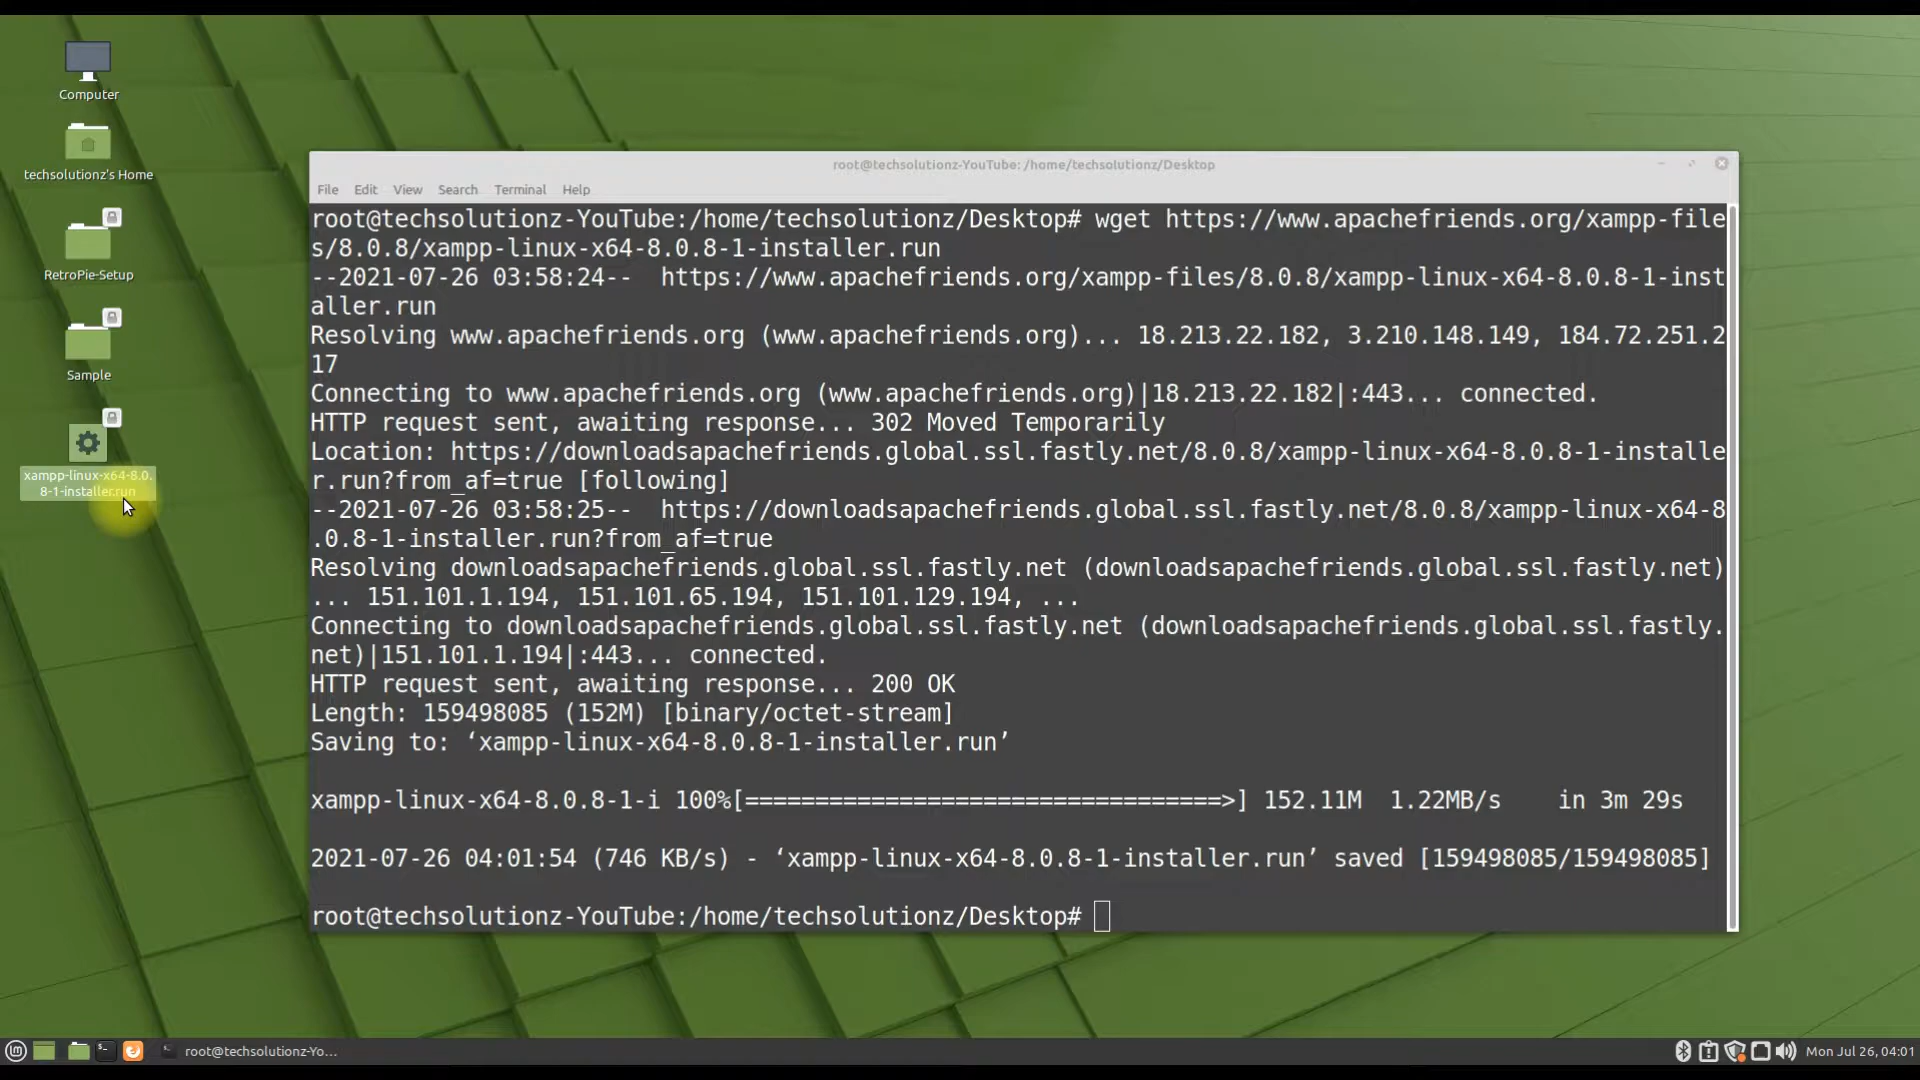 Computer
techsolutionz's Home
RetroPie-Setup
Sample
xampp-linux-x64-8.0.
8-1-installer.run
root@techsolutionz-YouTube: /home/techsolutionz/Desktop
File Edit View Search Terminal Help
root@techsolutionz-YouTube:/home/techsolutionz/Desktop# wget https://www.apachefriends.org/xampp-file
s/8.0.8/xampp-linux-x64-8.0.8-1-installer.run
--2021-07-26 03:58:24--  https://www.apachefriends.org/xampp-files/8.0.8/xampp-linux-x64-8.0.8-1-inst
aller.run
Resolving www.apachefriends.org (www.apachefriends.org)... 18.213.22.182, 3.210.148.149, 184.72.251.2
17
Connecting to www.apachefriends.org (www.apachefriends.org)|18.213.22.182|:443... connected.
HTTP request sent, awaiting response... 302 Moved Temporarily
Location: https://downloadsapachefriends.global.ssl.fastly.net/8.0.8/xampp-linux-x64-8.0.8-1-installe
r.run?from_af=true [following]
--2021-07-26 03:58:25--  https://downloadsapachefriends.global.ssl.fastly.net/8.0.8/xampp-linux-x64-8
.0.8-1-installer.run?from_af=true
Resolving downloadsapachefriends.global.ssl.fastly.net (downloadsapachefriends.global.ssl.fastly.net)
... 151.101.1.194, 151.101.65.194, 151.101.129.194, ...
Connecting to downloadsapachefriends.global.ssl.fastly.net (downloadsapachefriends.global.ssl.fastly.
net)|151.101.1.194|:443... connected.
HTTP request sent, awaiting response... 200 OK
Length: 159498085 (152M) [binary/octet-stream]
Saving to: ‘xampp-linux-x64-8.0.8-1-installer.run’
xampp-linux-x64-8.0.8-1-i 100%[==================================>] 152.11M  1.22MB/s    in 3m 29s
2021-07-26 04:01:54 (746 KB/s) - ‘xampp-linux-x64-8.0.8-1-installer.run’ saved [159498085/159498085]
root@techsolutionz-YouTube:/home/techsolutionz/Desktop#
root@techsolutionz-Yo...
Mon Jul 26, 04:01